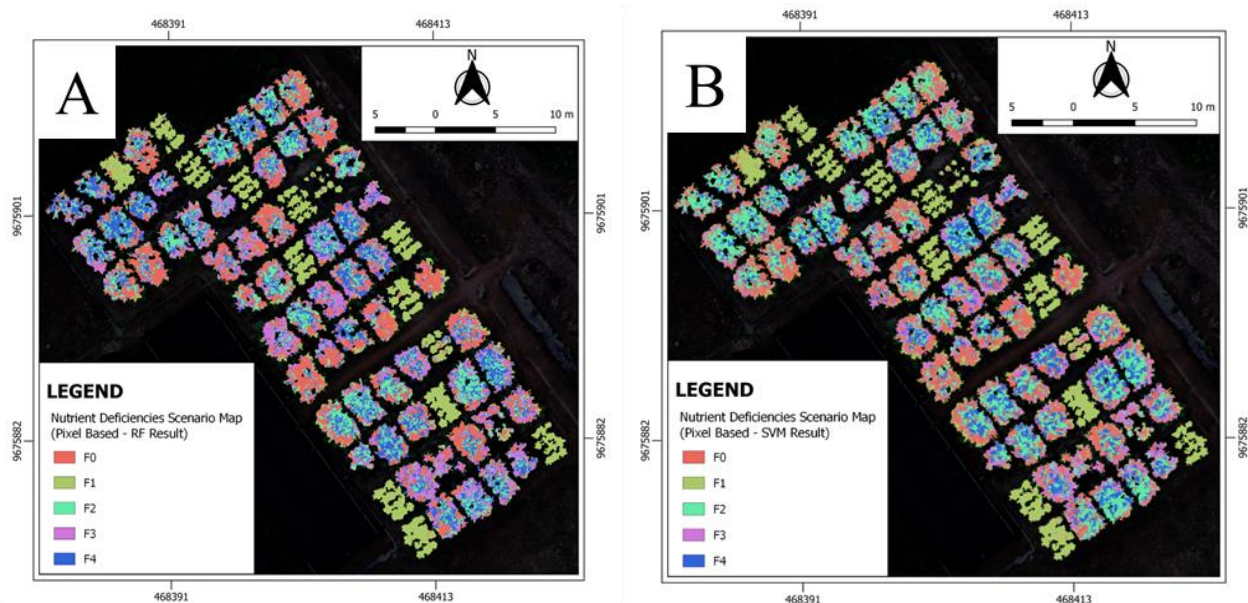 468391
468413
A
N
5
0
5
10 m
9675901
9675901
9675882
9675882
LEGEND
Nutrient Deficiencies Scenario Map
(Pixel Based - RF Result)
F0
F1
F2
F3
F4
468391
468413
468391
468413
B
N
5
0
5
10 m
9675901
9675901
9675882
9675882
LEGEND
Nutrient Deficiencies Scenario Map
(Pixel Based - SVM Result)
F0
F1
F2
F3
F4
468391
468413